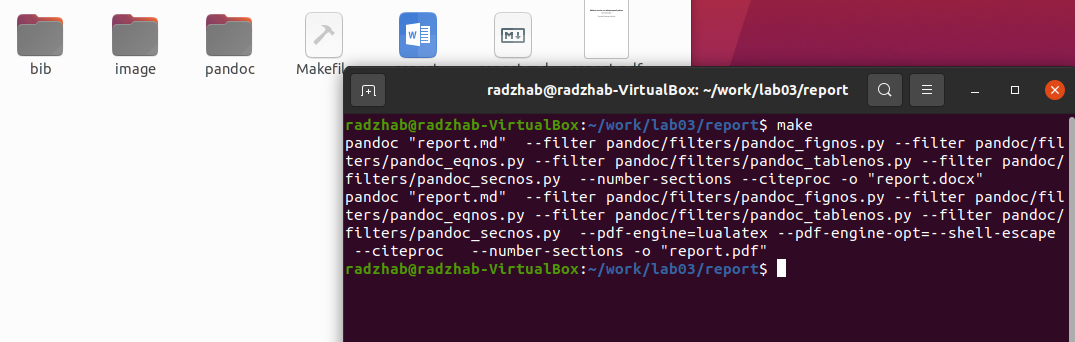 bib image pandoc Makefil
radzhab@radzhab-VirtualBox: ~/work/lab03/report
radzhab@radzhab-VirtualBox:~/work/lab03/report$ make
pandoc "report.md"  --filter pandoc/filters/pandoc_fignos.py --filter pandoc/fil
ters/pandoc_eqnos.py --filter pandoc/filters/pandoc_tablenos.py --filter pandoc/
filters/pandoc_secnos.py  --number-sections --citeproc -o "report.docx"
pandoc "report.md"  --filter pandoc/filters/pandoc_fignos.py --filter pandoc/fil
ters/pandoc_eqnos.py --filter pandoc/filters/pandoc_tablenos.py --filter pandoc/
filters/pandoc_secnos.py  --pdf-engine=lualatex --pdf-engine-opt=--shell-escape
 --citeproc   --number-sections -o "report.pdf"
radzhab@radzhab-VirtualBox:~/work/lab03/report$